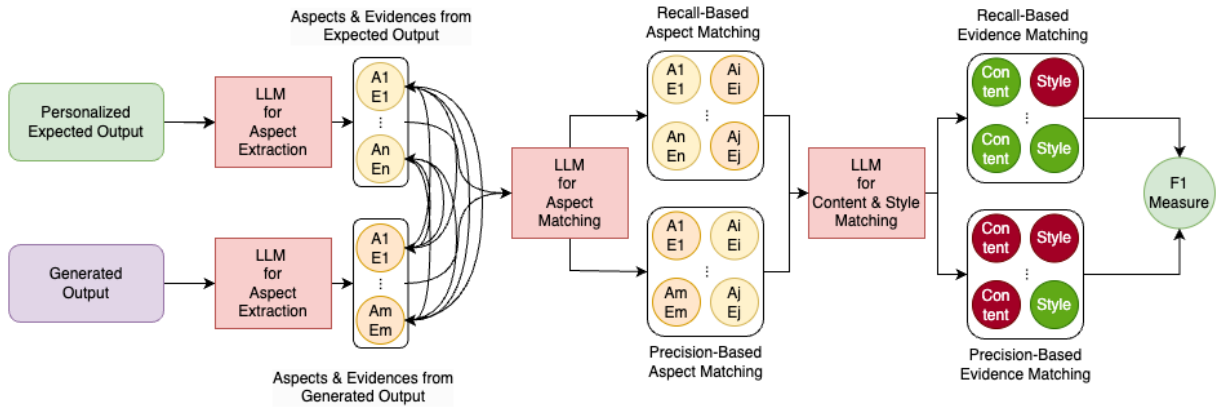 Aspects & Evidences from
Expected Output
Recall-Based
Aspect Matching
Recall-Based
Evidence Matching
Personalized
Expected Output
LLM
for
Aspect
Extraction
A1
E1
...
An
En
A1
E1
Ai
Ei
...
An
En
Aj
Ej
Con
tent
Style
...
Con
tent
Style
LLM
for
Aspect
Matching
LLM
for
Content & Style
Matching
F1
Measure
Generated
Output
LLM
for
Aspect
Extraction
A1
E1
...
Am
Em
A1
E1
Ai
Ei
...
Am
Em
Aj
Ej
Con
tent
Style
...
Con
tent
Style
Aspects & Evidences from
Generated Output
Precision-Based
Aspect Matching
Precision-Based
Evidence Matching